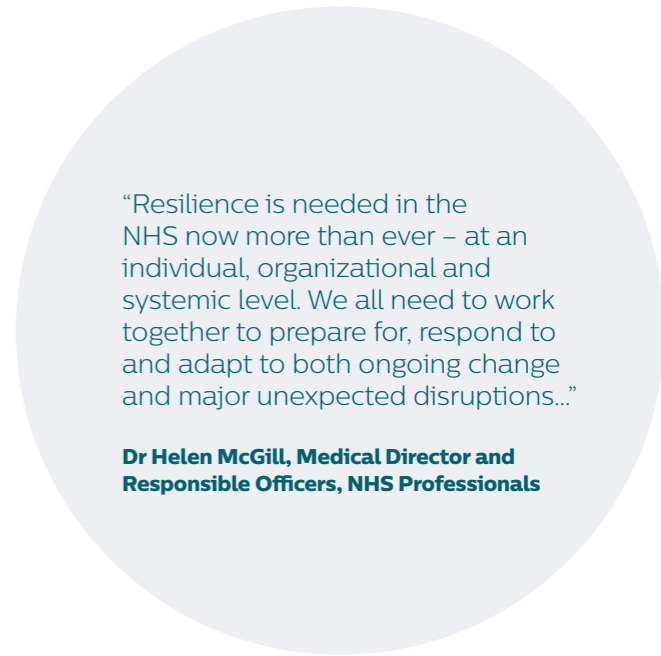 “Resilience is needed in the
NHS now more than ever – at an
individual, organizational and
systemic level. We all need to work
together to prepare for, respond to
and adapt to both ongoing change
and major unexpected disruptions...”
Dr Helen McGill, Medical Director and
Responsible Officers, NHS Professionals